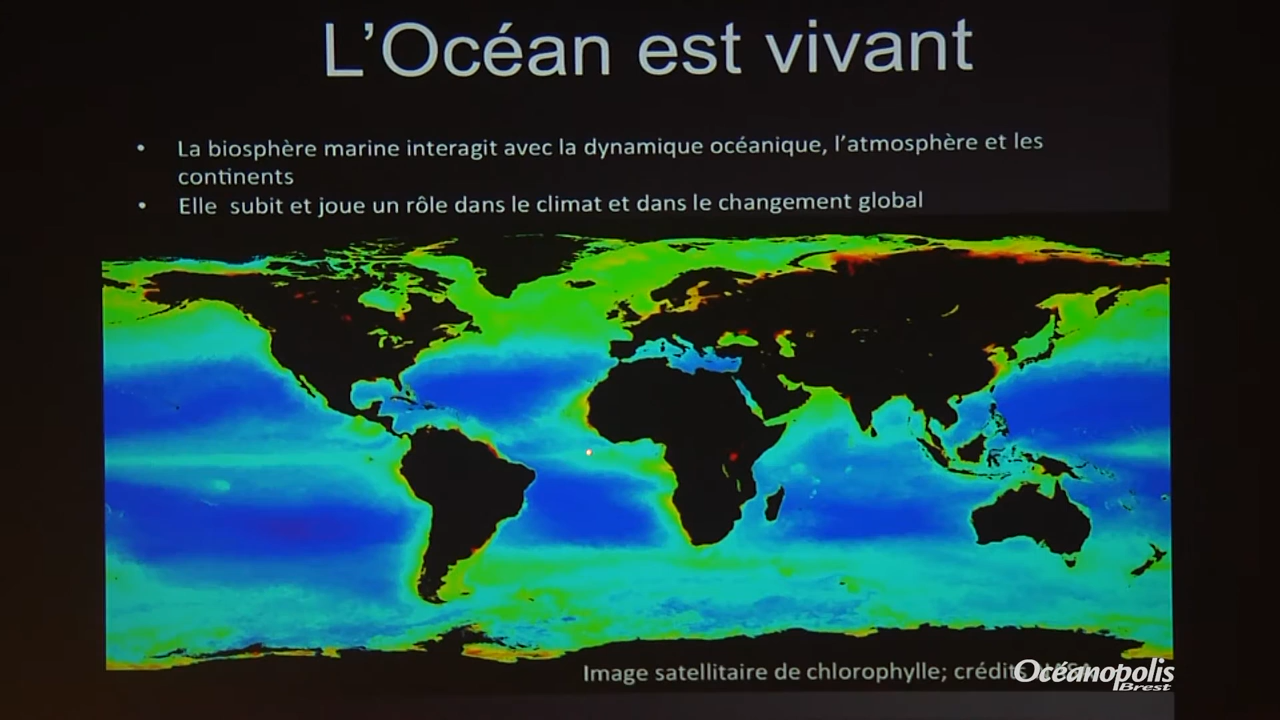 L'Océan est vivant
• La biosphère marine interagit avec la dynamique océanique, l'atmosphère et les
continents
• Elle subit et joue un rôle dans le climat et dans le changement global
Image satellitaire de chlorophylle; crédits
Océanopolis
Brest